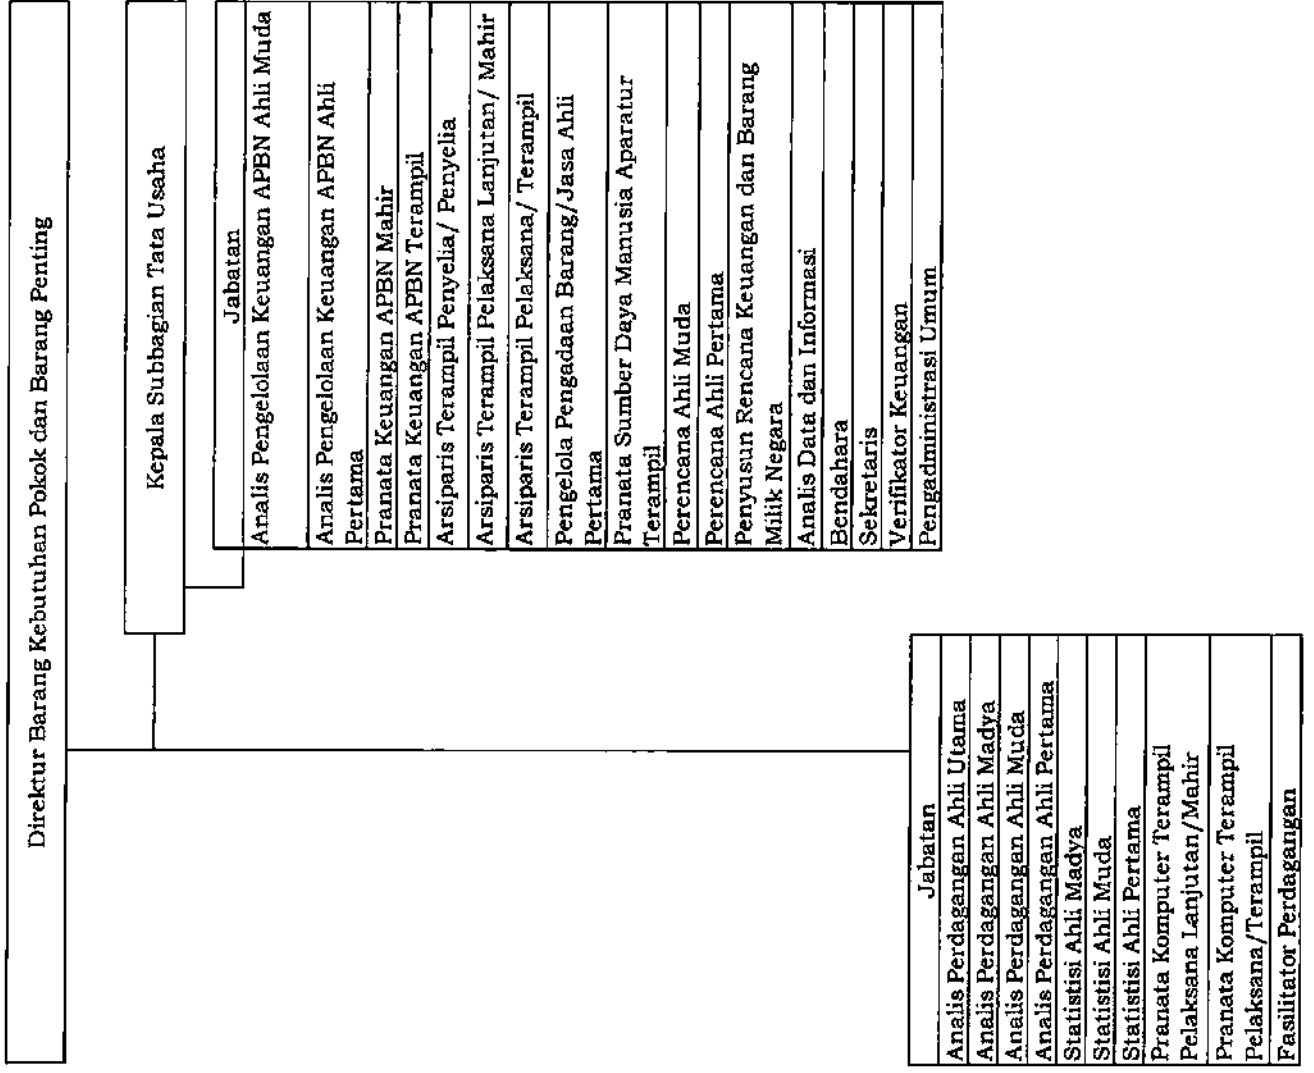 Direktur Barang Kebutuhan Pokok dan Barang Penting
Kepala Subbagian Tata Usaha
Jabatan
Analis Pengelolaan Keuangan APBN Ahli Muda
Analis Pengelolaan Keuangan APBN Ahli
Pertama
Pranata Keuangan APBN Mahir
Pranata Keuangan APBN Terampil
Arsiparis Terampil Penyelia/ Penyelia
Arsiparis Terampil Pelaksana Lanjutan/ Mahir
Arsiparis Terampil Pelaksana/ Terampil
Pengelola Pengadaan Barang/Jasa Ahli
Pertama
Pranata Sumber Daya Manusia Aparatur
Terampil
Perencana Ahli Muda
Perencana Ahli Pertama
Penyusun Rencana Keuangan dan Barang
Milik Negara
Analis Data dan Informasi
Bendahara
Sekretaris
Verifikator Keuangan
Pengadministrasi Umum
Jabatan
Analis Perdagangan Ahli Utama
Analis Perdagangan Ahli Madya
Analis Perdagangan Ahli Muda
Analis Perdagangan Ahli Pertama
Statistisi Ahli Madya
Statistisi Ahli Muda
Statistisi Ahli Pertama
Pranata Komputer Terampil
Pelaksana Lanjutan/Mahir
Pranata Komputer Terampil
Pelaksana/Terampil
Fasilitator Perdagangan